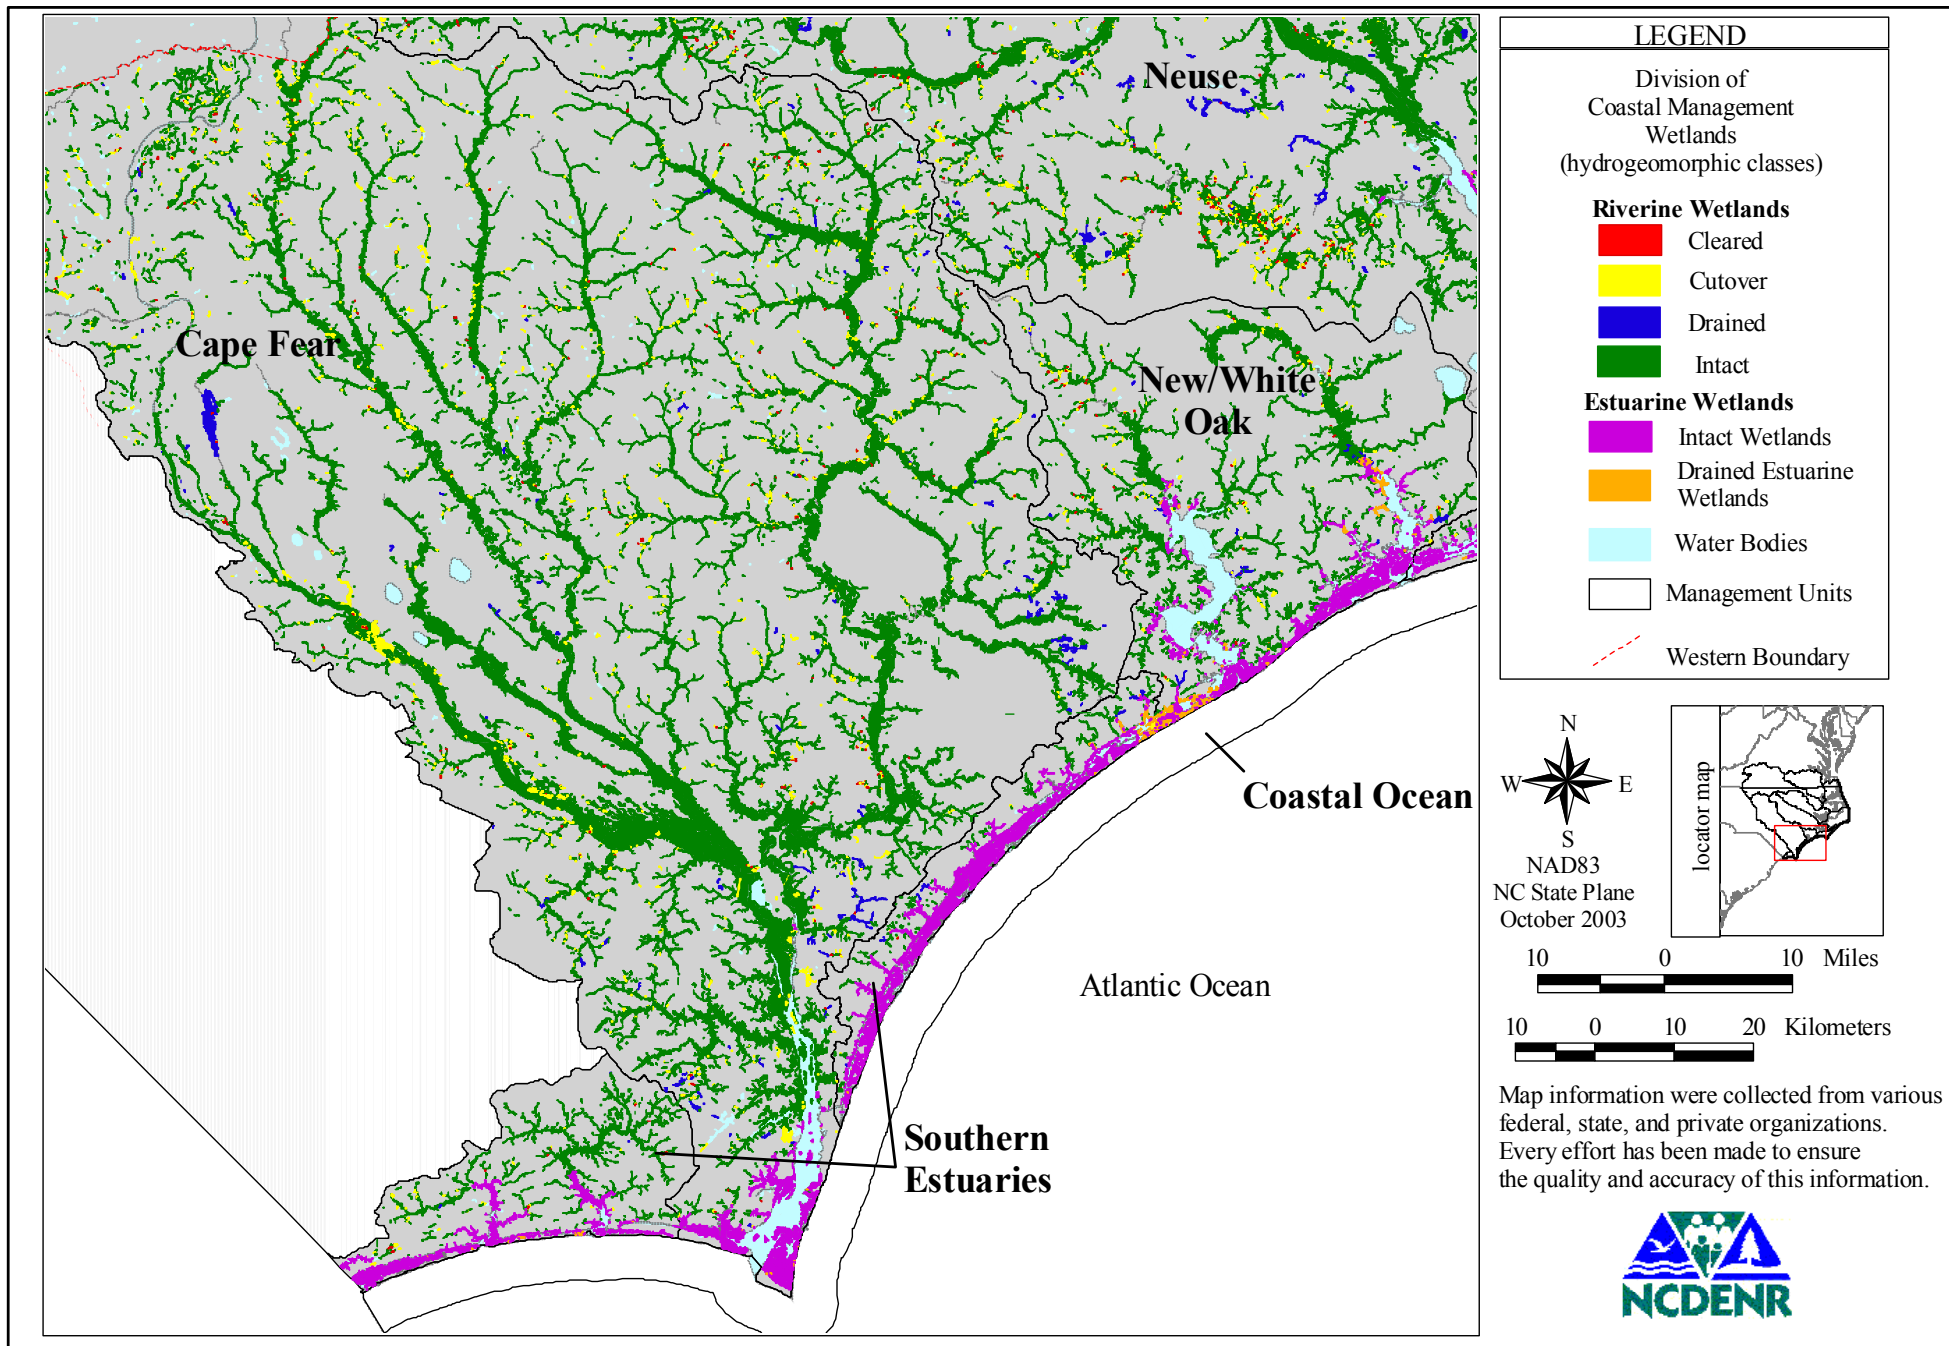 Neuse
Cape Fear
New/White
Oak
Coastal Ocean
Atlantic Ocean
Southern
Estuaries
LEGEND
Division of
Coastal Management
Wetlands
(hydrogeomorphic classes)
Riverine Wetlands
Cleared
Cutover
Drained
Intact
Estuarine Wetlands
Intact Wetlands
Drained Estuarine
Wetlands
Water Bodies
Management Units
Western Boundary
N
W E
S
NAD83
NC State Plane
October 2003
locator map
10 0 10 Miles
10 0 10 20 Kilometers
Map information were collected from various
federal, state, and private organizations.
Every effort has been made to ensure
the quality and accuracy of this information.
NCDENR